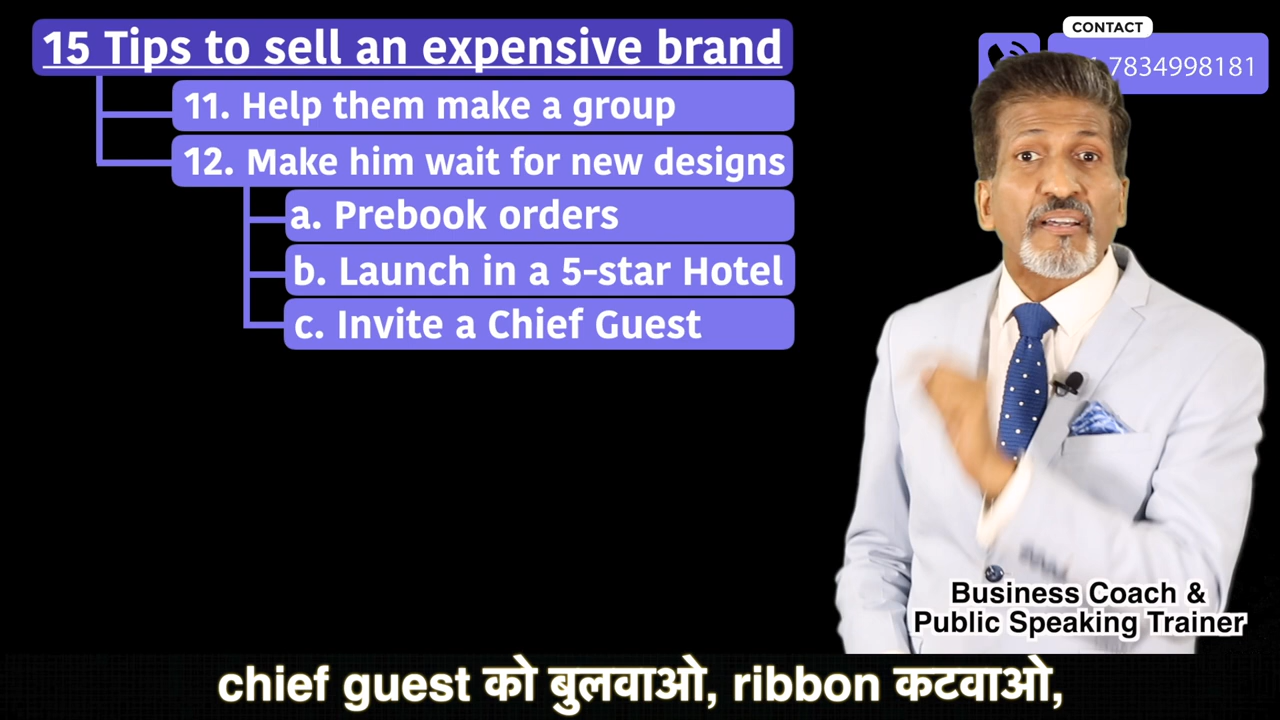 15 Tips to sell an expensive brand
11. Help them make a group
12. Make him wait for new designs
a. Prebook orders
b. Launch in a 5-star Hotel
c. Invite a Chief Guest
CONTACT
7834998181
Business Coach &
Public Speaking Trainer
chief guest को बुलवाओ, ribbon कटवाओ,